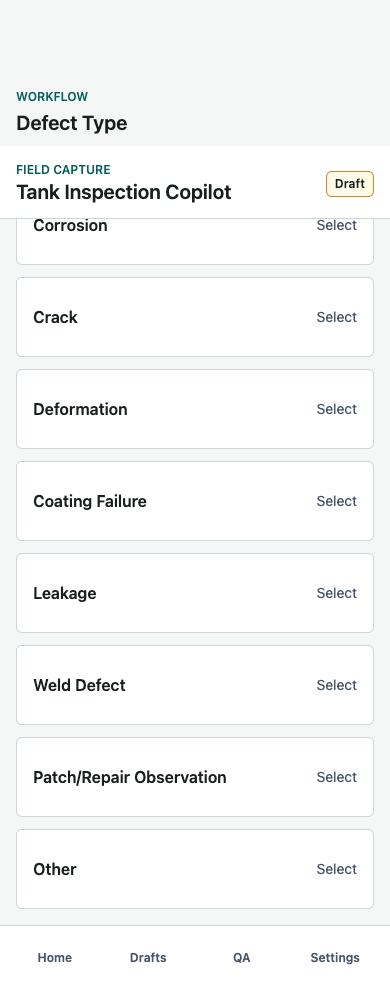 WORKFLOW
Defect Type
FIELD CAPTURE
Tank Inspection Copilot
Draft
Corrosion Select
Crack Select
Deformation Select
Coating Failure Select
Leakage Select
Weld Defect Select
Patch/Repair Observation Select
Other Select
Home Drafts QA Settings